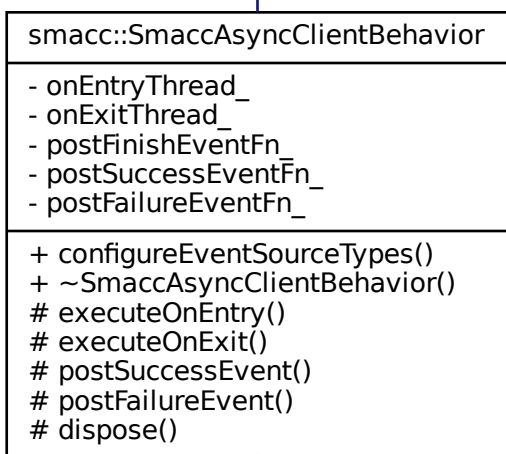 smacc::SmaccAsyncClientBehavior
- onEntryThread_
- onExitThread_
- postFinishEventFn_
- postSuccessEventFn_
- postFailureEventFn_
+ configureEventSourceTypes()
+ ~SmaccAsyncClientBehavior()
# executeOnEntry()
# executeOnExit()
# postSuccessEvent()
# postFailureEvent()
# dispose()